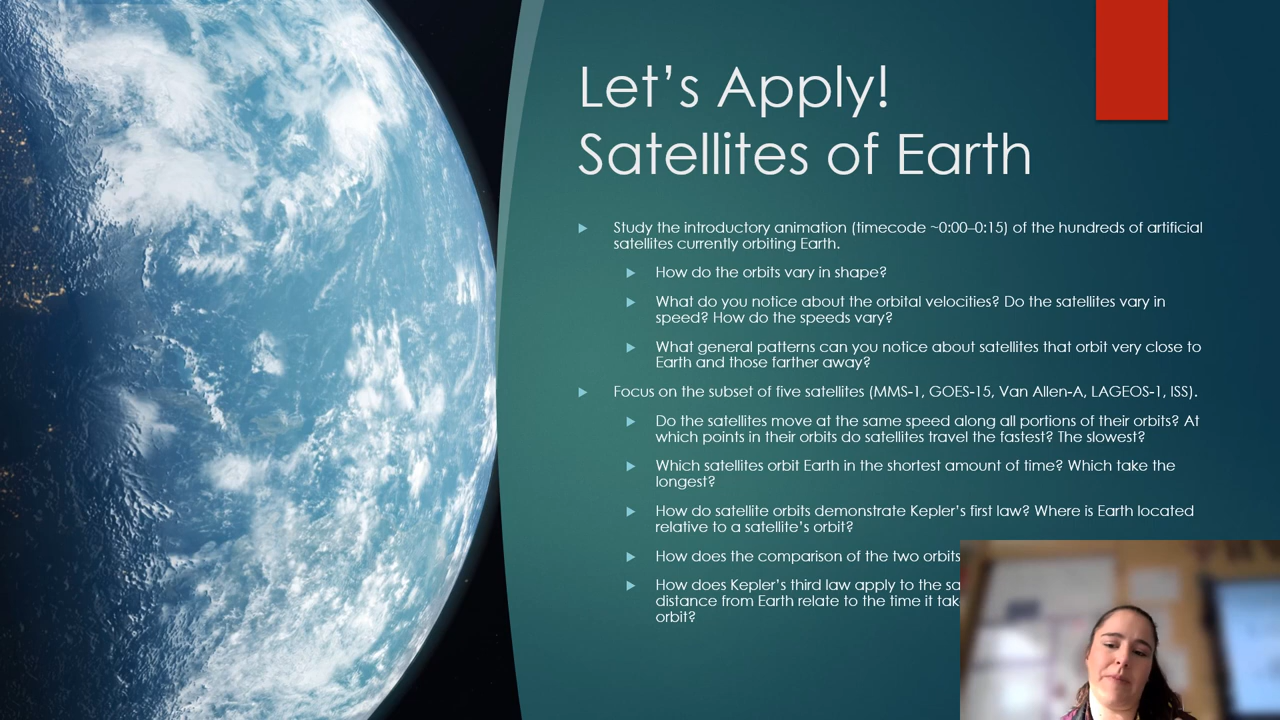 Let’s Apply!
Satellites of Earth
Study the introductory animation (timecode ~0:00–0:15) of the hundreds of artificial
satellites currently orbiting Earth.
How do the orbits vary in shape?
What do you notice about the orbital velocities? Do the satellites vary in
speed? How do the speeds vary?
What general patterns can you notice about satellites that orbit very close to
Earth and those farther away?
Focus on the subset of five satellites (MMS-1, GOES-15, Van Allen-A, LAGEOS-1, ISS).
Do the satellites move at the same speed along all portions of their orbits? At
which points in their orbits do satellites travel the fastest? The slowest?
Which satellites orbit Earth in the shortest amount of time? Which take the
longest?
How do satellite orbits demonstrate Kepler’s first law? Where is Earth located
relative to a satellite’s orbit?
How does the comparison of the two orbits
How does Kepler’s third law apply to the
distance from Earth relate to the time it
orbit?